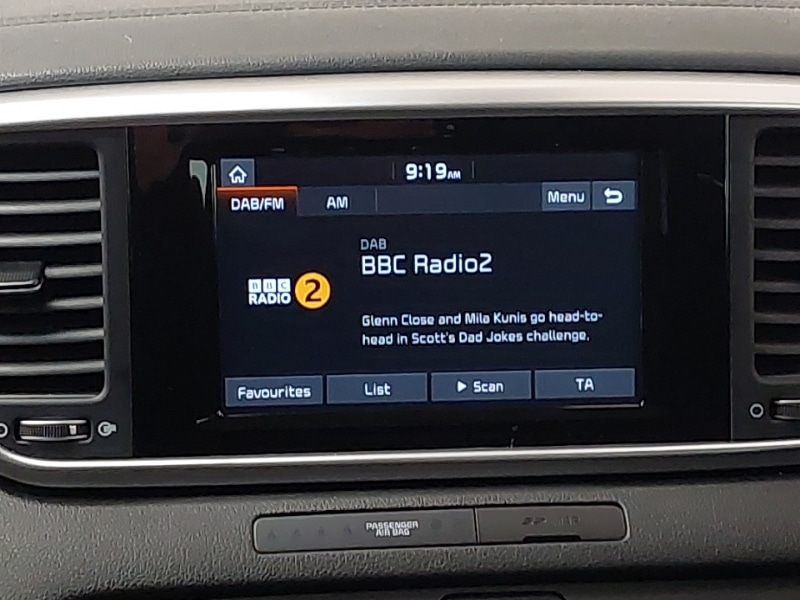 9:19AM
DAB/FM AM Menu
DAB
BBC Radio2
BBC
RADIO 2
Glenn Close and Mila Kunis go head-to-
head in Scott's Dad Jokes challenge.
Favourites List Scan TA
PASSENGER
AIR BAG